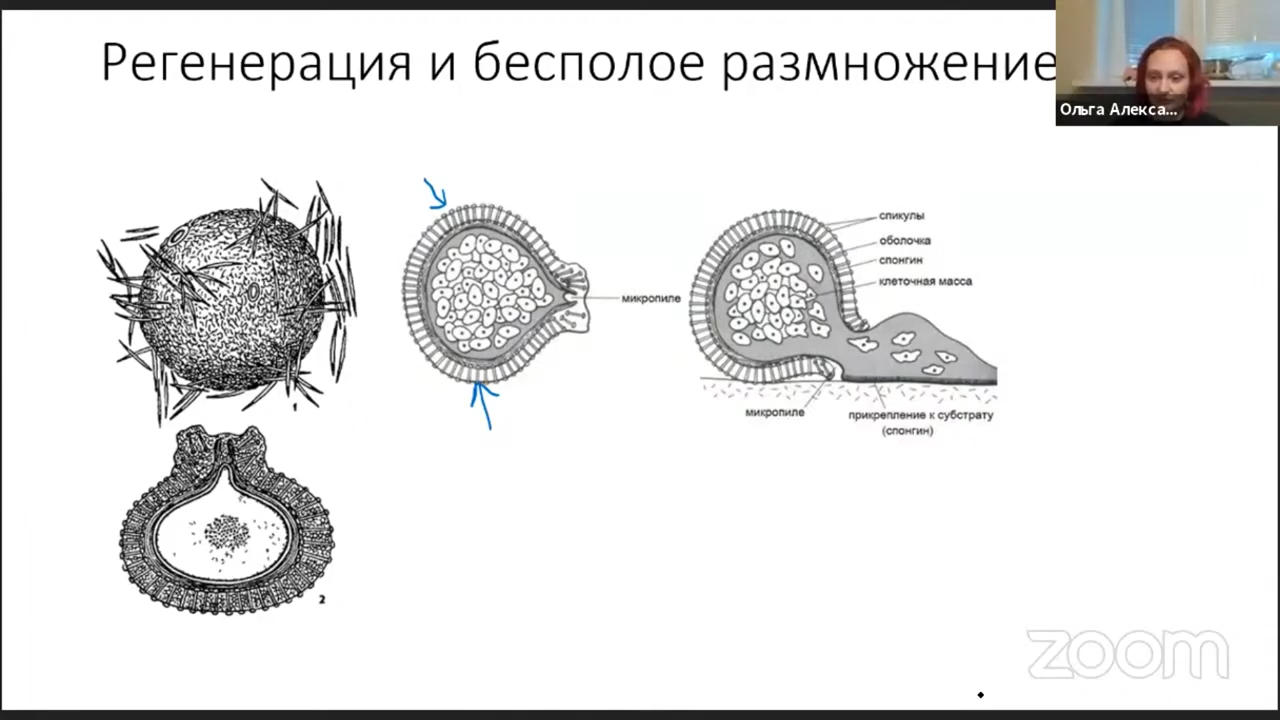 Регенерация и бесполое размножение
Ольга Алекса...
спикулы
оболочка
спонгин
клеточная масса
микропиле
микропиле
прикрепление к субстрату
(спонгин)
1
2
zoom